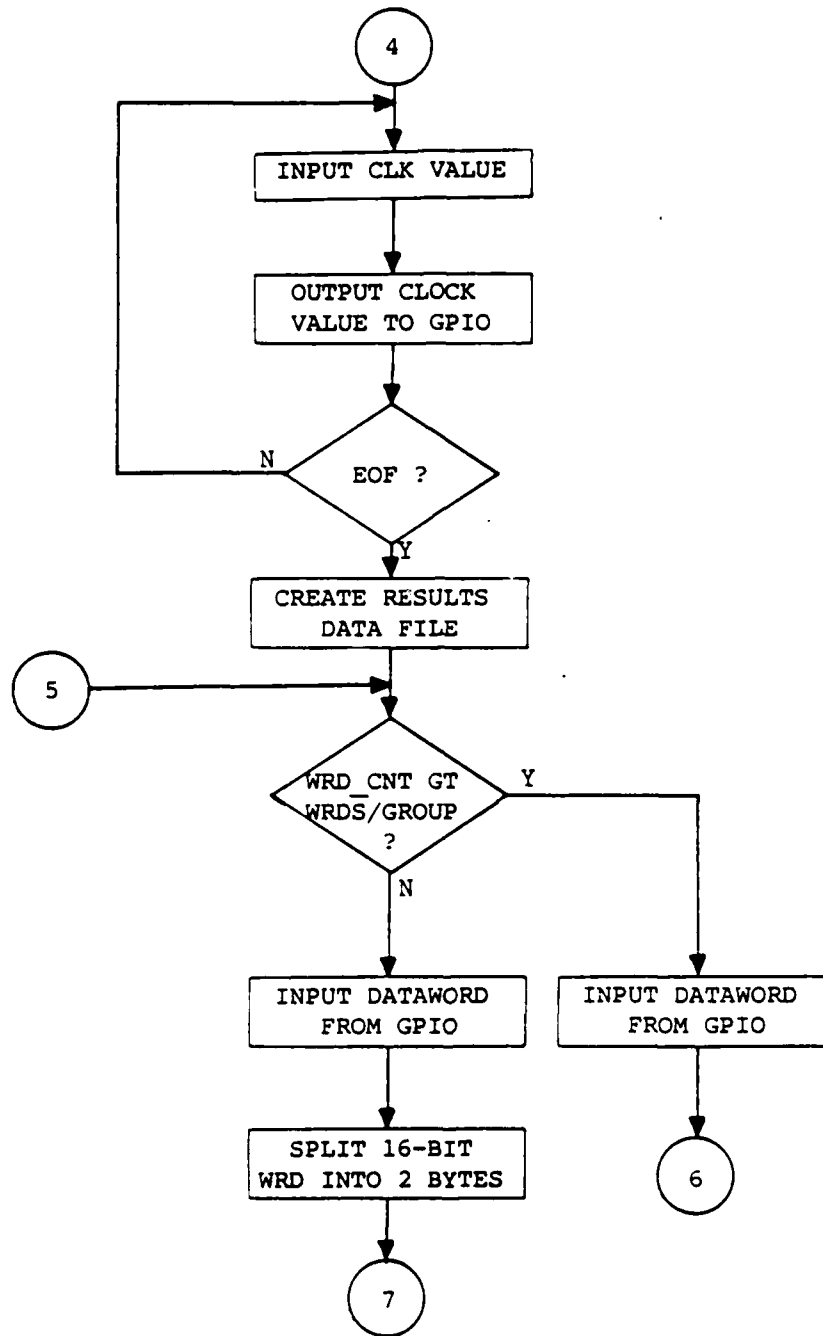 4
INPUT CLK VALUE
OUTPUT CLOCK
VALUE TO GPIO
EOF ?
N
Y
CREATE RESULTS
DATA FILE
5
WRD_CNT GT
WRDS/GROUP
?
Y
N
INPUT DATAWORD
FROM GPIO
INPUT DATAWORD
FROM GPIO
SPLIT 16-BIT
WRD INTO 2 BYTES
6
7